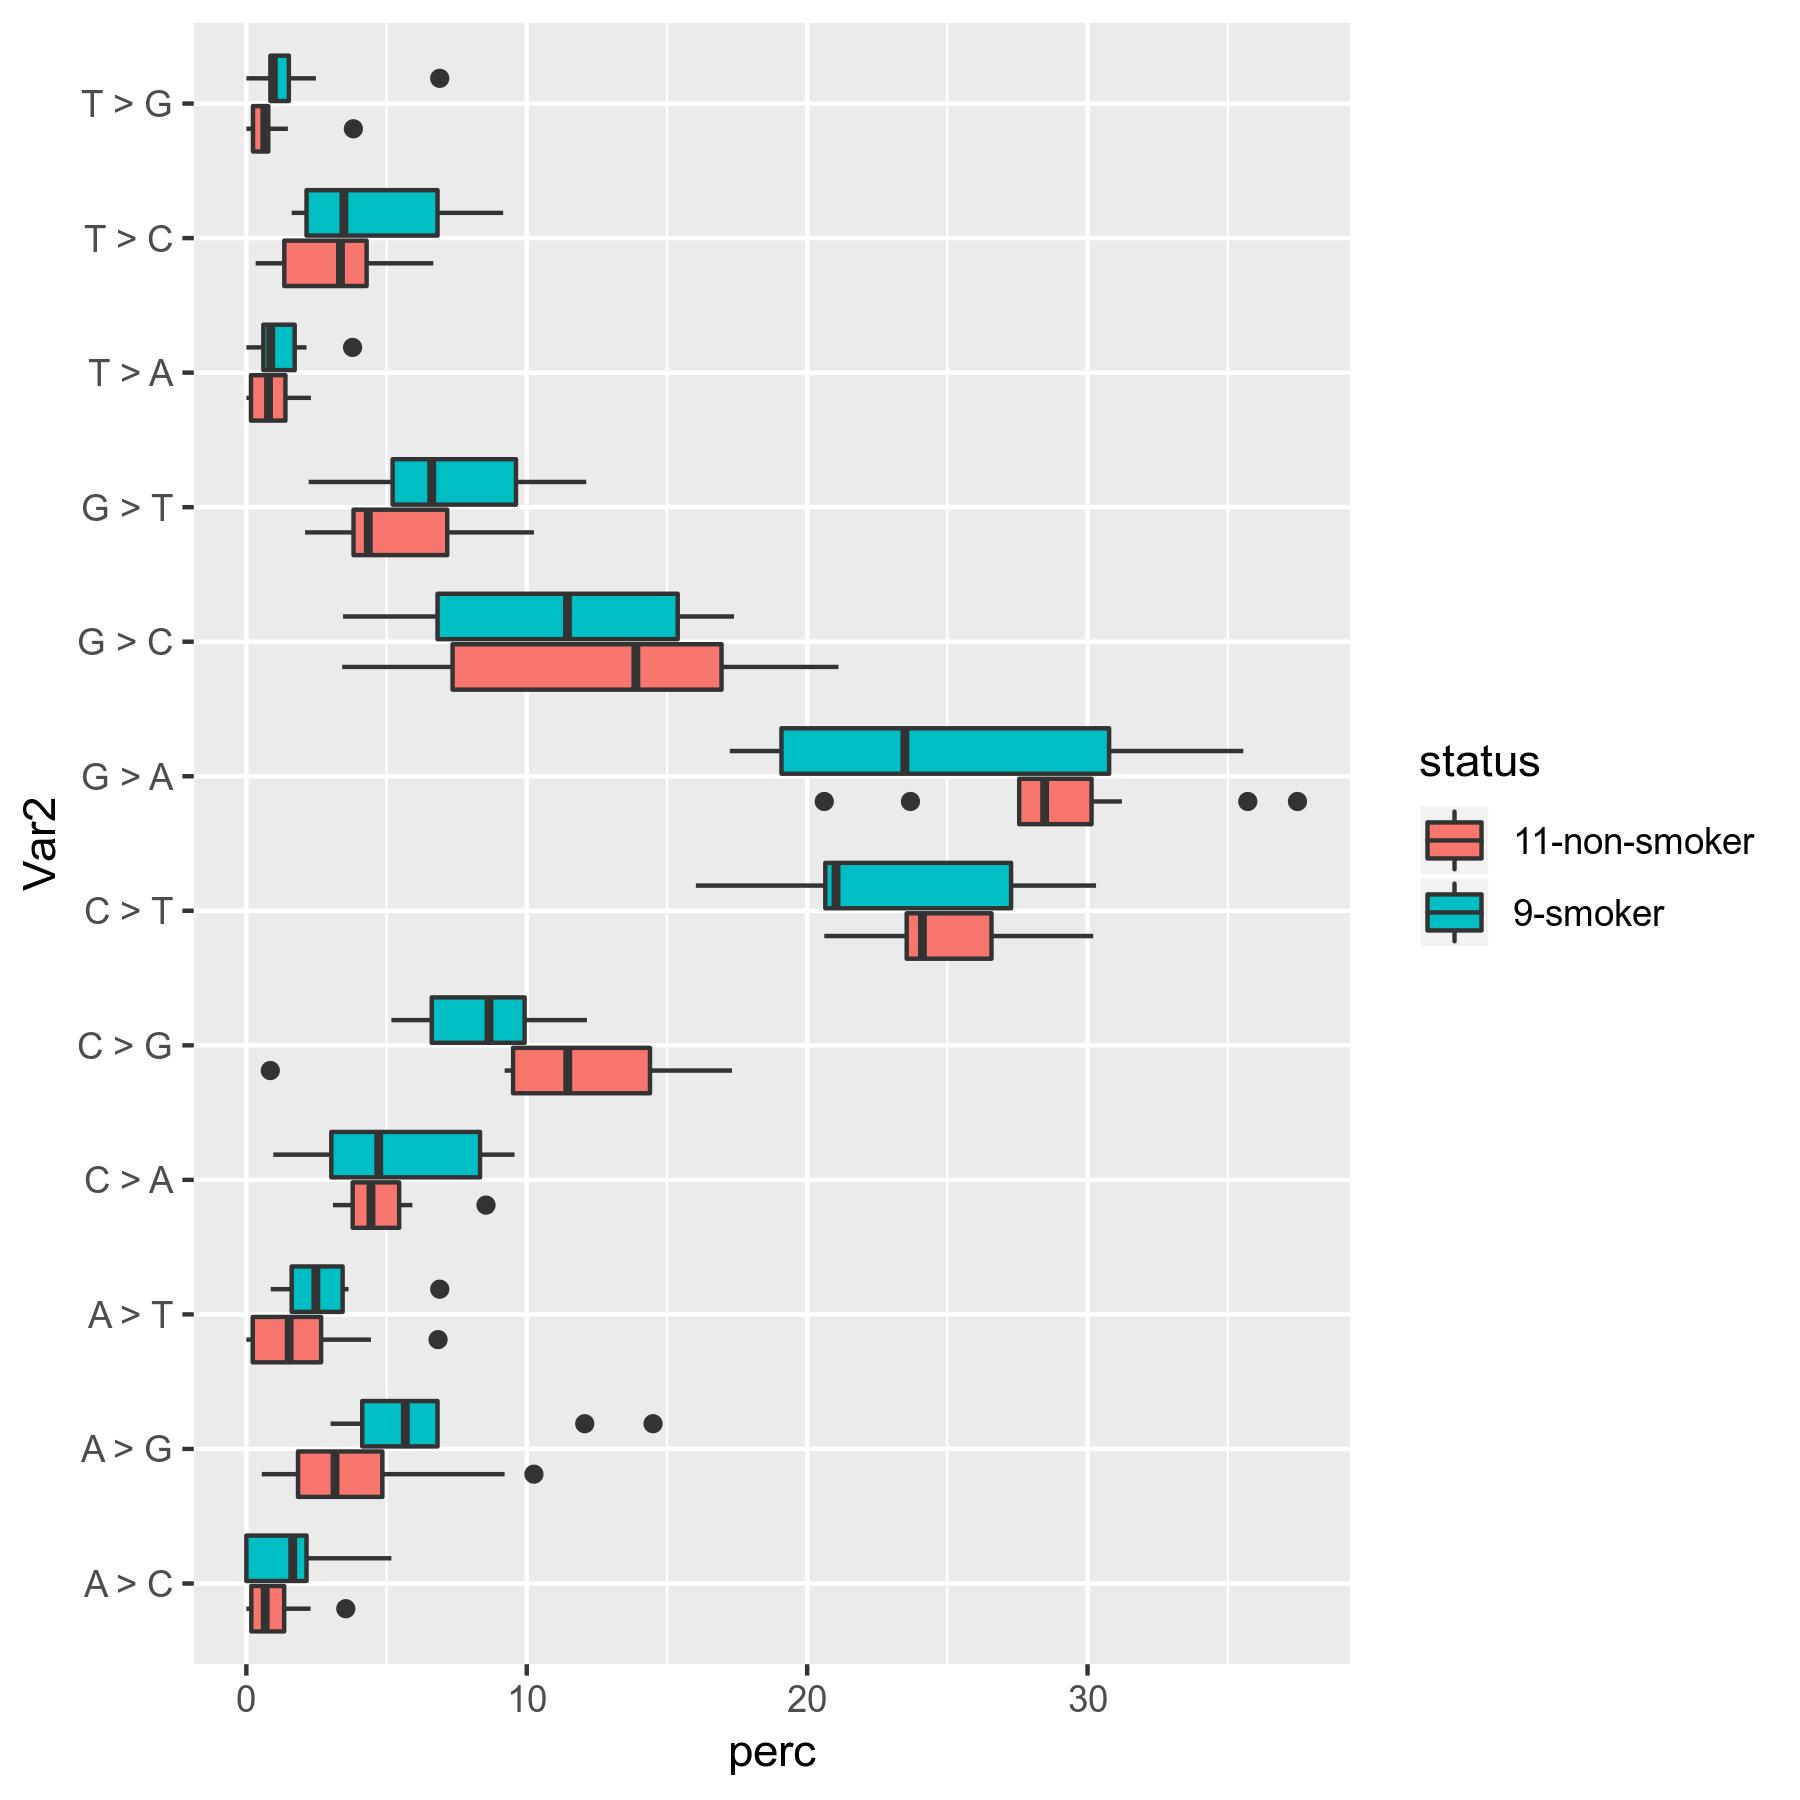 T > G
T > C
T > A
G > T
G > C
G > A
C > T
C > G
C > A
A > T
A > G
A > C
Var2
0 10 20 30
perc
status
11-non-smoker
9-smoker